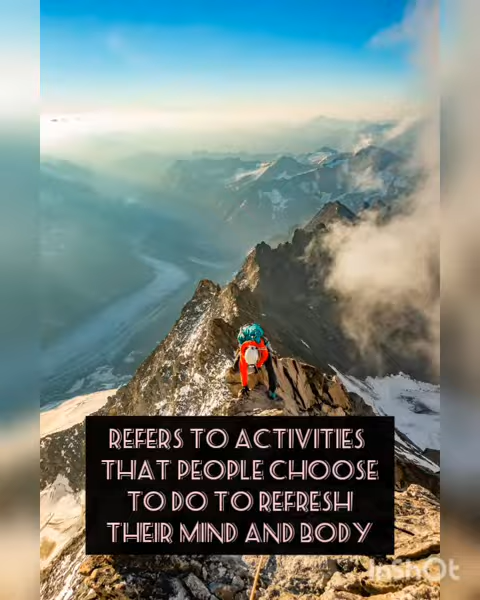 REFERS TO ACTIVITIES
THAT PEOPLE CHOOSE
TO DO TO REFRESH
THEIR MIND AND BODY
InShOt